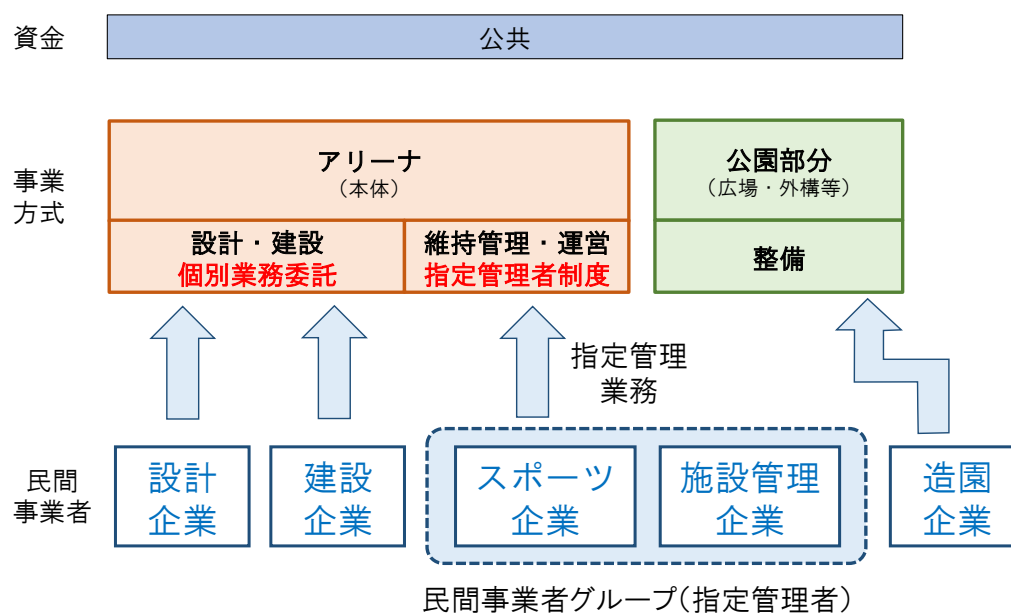 資金
公共
事業
方式
アリーナ
（本体）
公園部分
（広場・外構等）
設計・建設
個別業務委託
維持管理・運営
指定管理者制度
整備
指定管理
業務
民間
事業者
設計
企業
建設
企業
スポーツ
企業
施設管理
企業
造園
企業
民間事業者グループ（指定管理者）